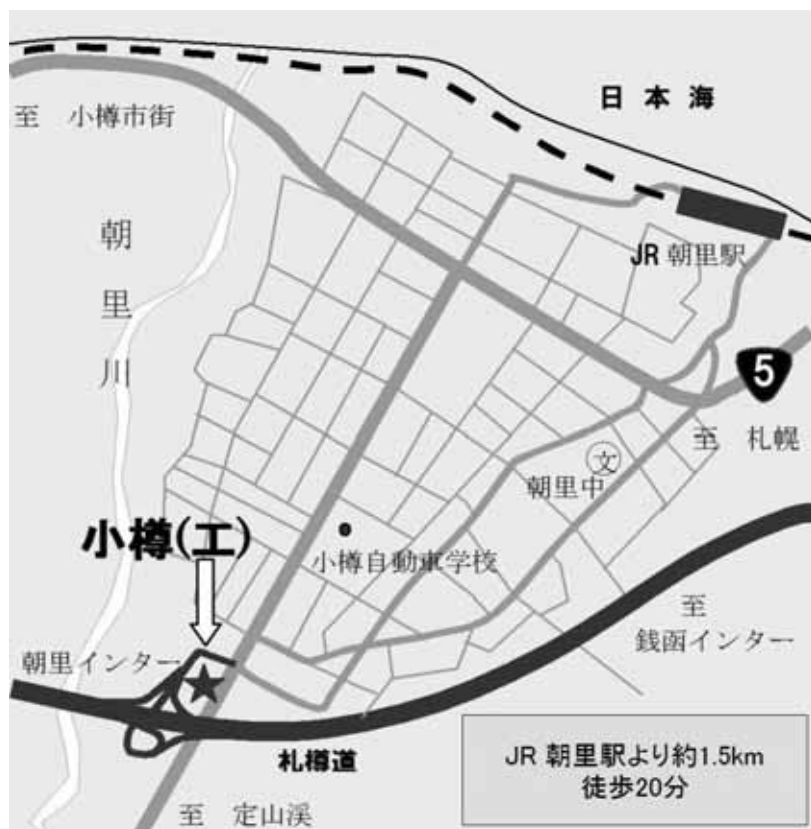 日本海
至 小樽市街
朝里川
JR 朝里駅
5
至 札幌
文
朝里中
小樽(工)
小樽自動車学校
至
銭函インター
朝里インター
札樽道
至 定山渓
JR 朝里駅より約1.5km
徒歩20分